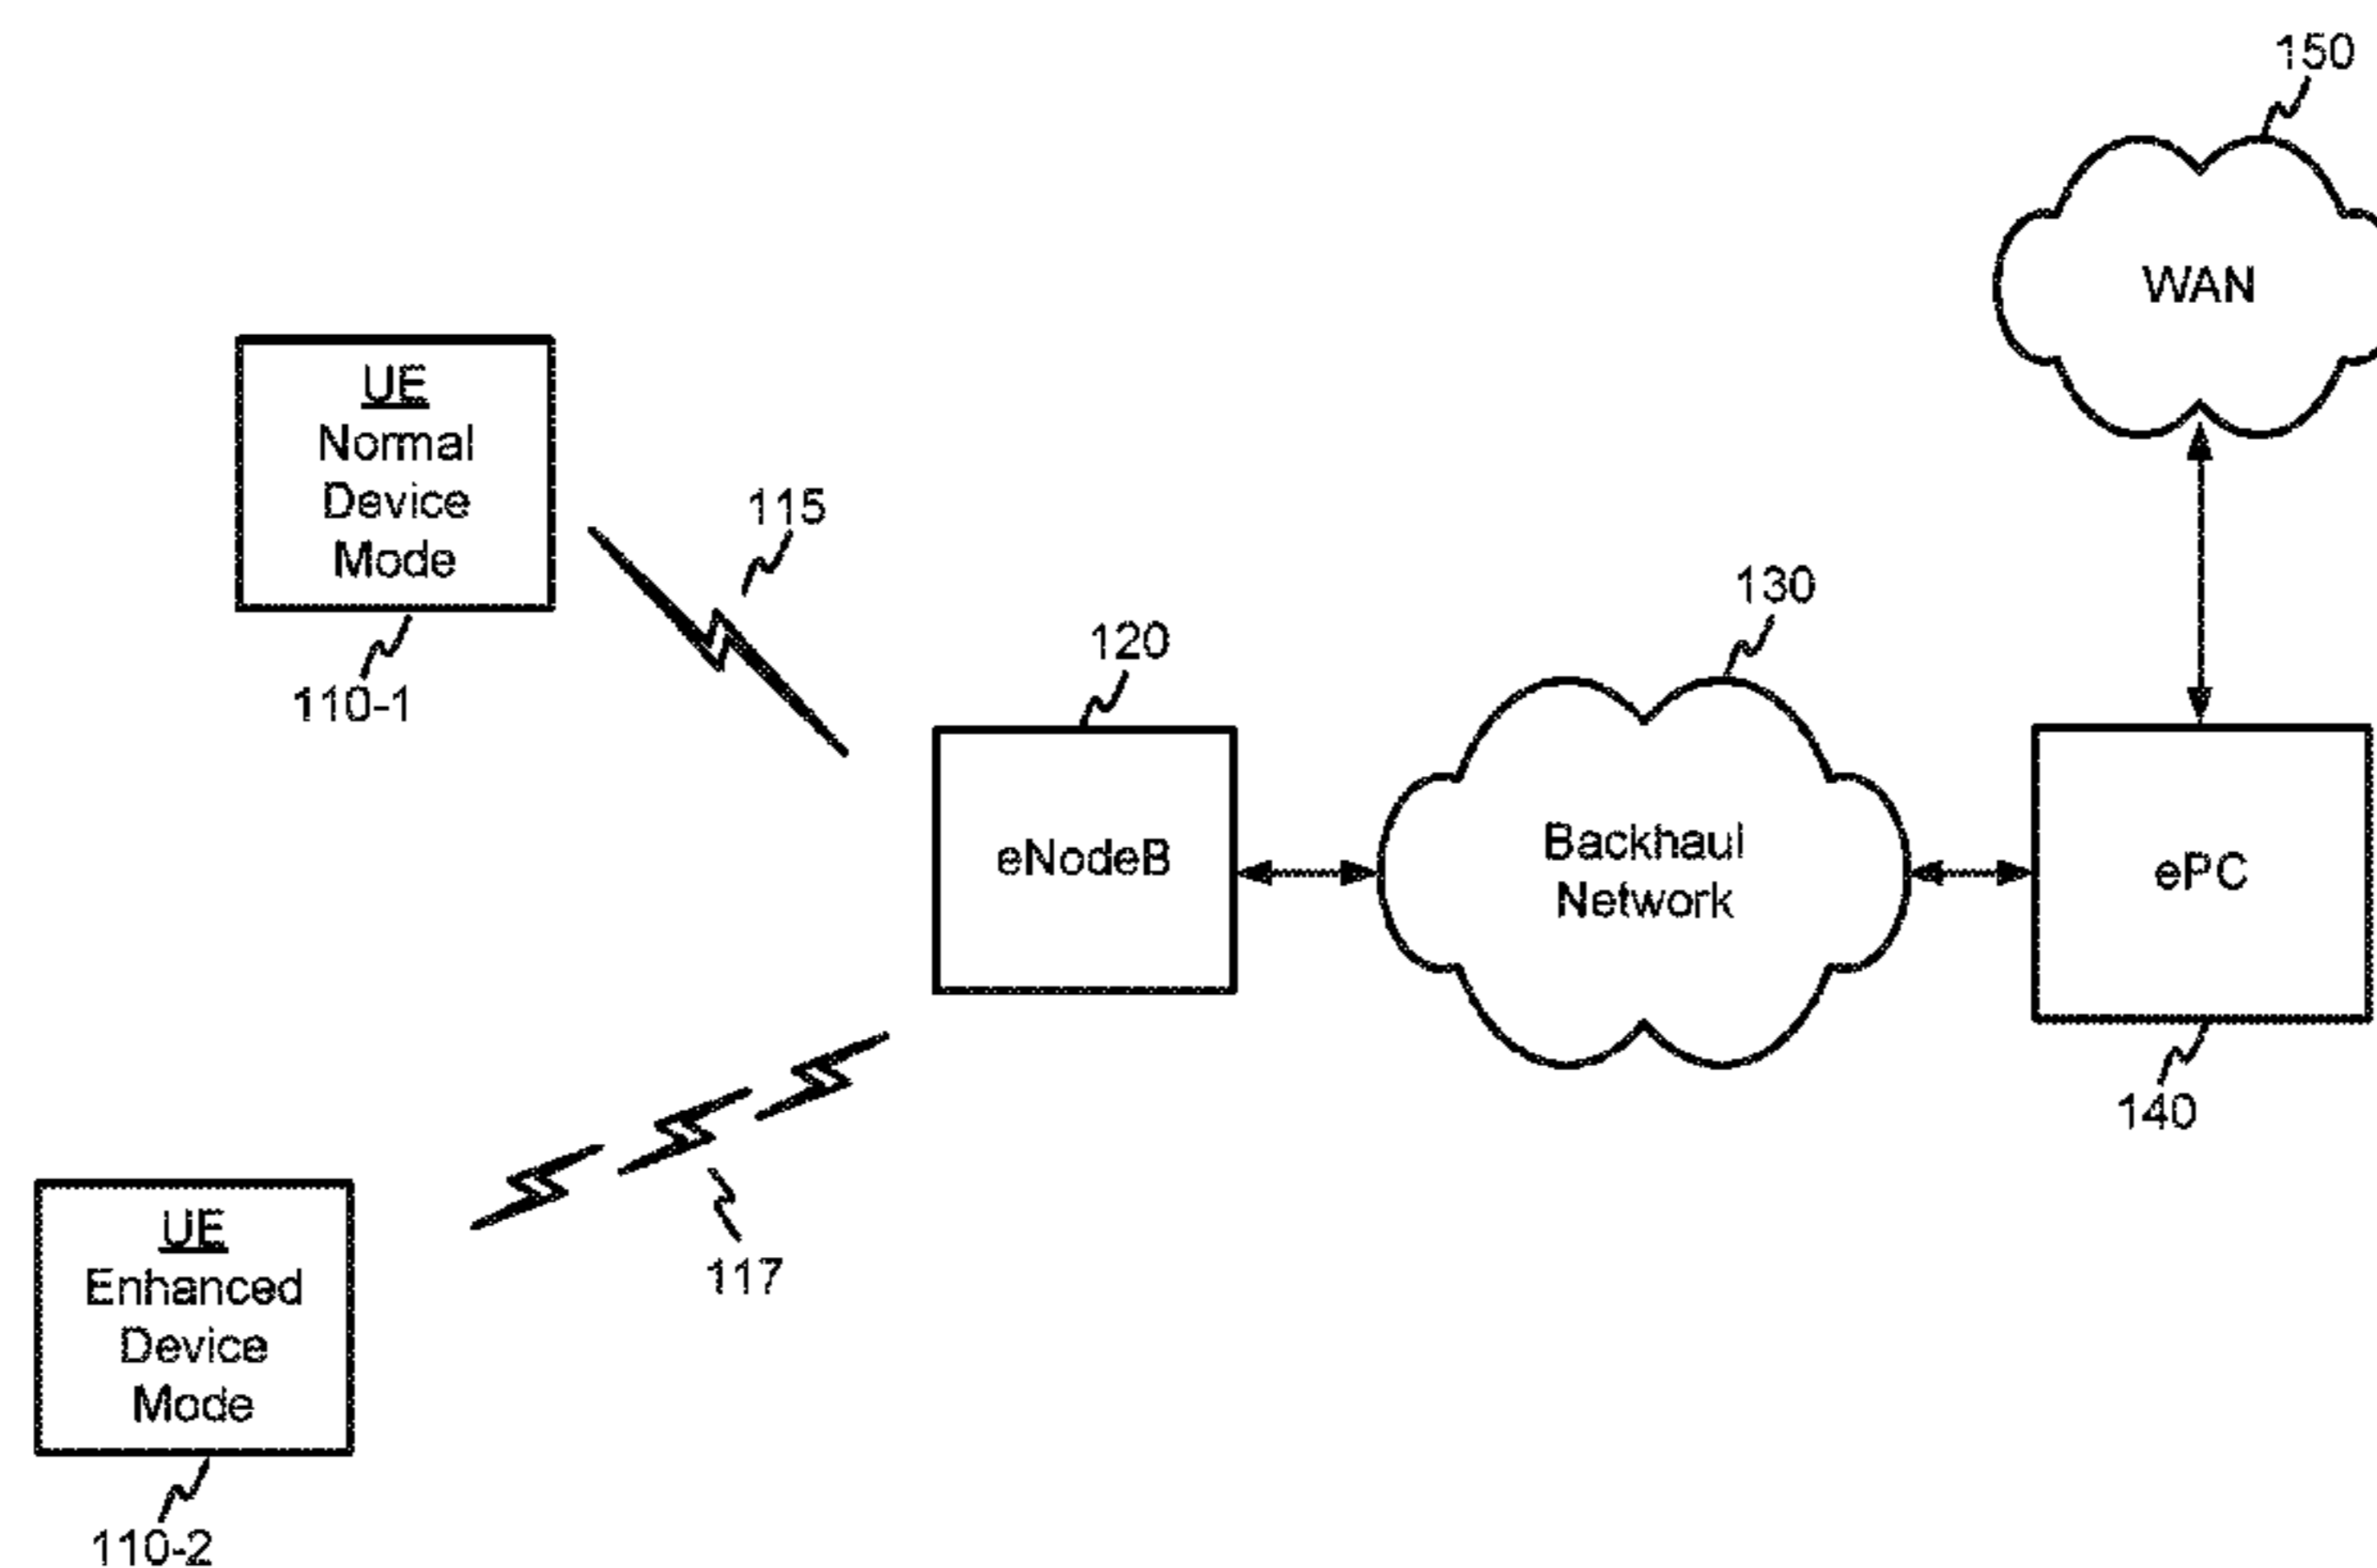 150
WAN
UE
Normal
Device
Mode
115
110-1
120
130
eNodeB
Backhaul
Network
ePC
140
UE
Enhanced
Device
Mode
117
110-2